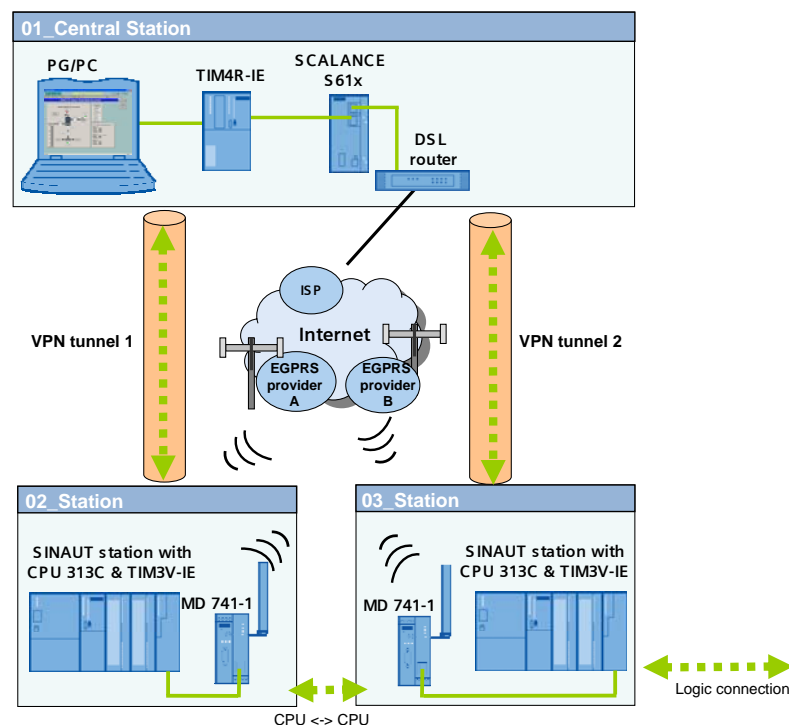 01_Central Station
PG/PC
TIM4R-IE
SCALANCE
S61x
DSL
router
ISP
Internet
VPN tunnel 1
VPN tunnel 2
EGPRS
provider
A
EGPRS
provider
B
02_Station
03_Station
SINAUT station with
CPU 313C & TIM3V-IE
MD 741-1
SINAUT station with
CPU 313C & TIM3V-IE
MD 741-1
Logic connection
CPU <-> CPU